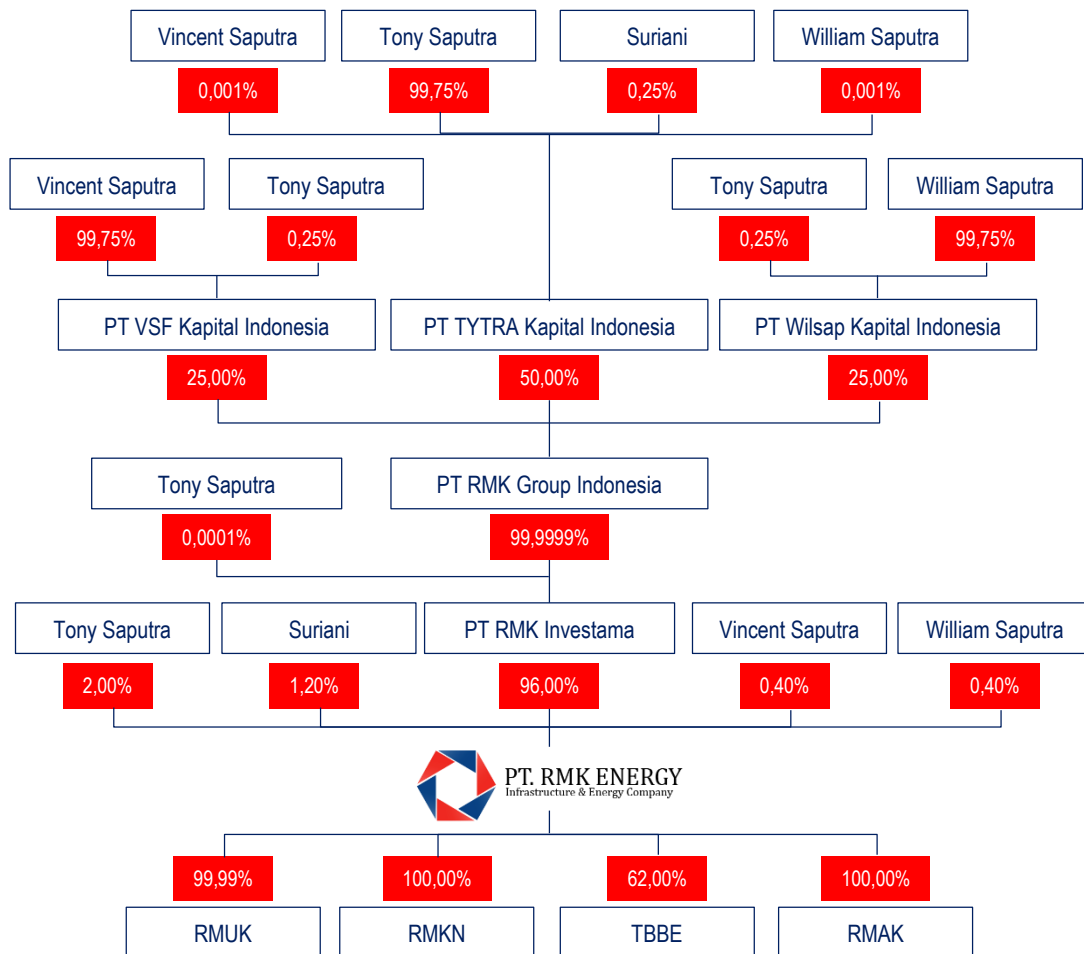 Vincent Saputra
Tony Saputra
Suriani
William Saputra
0,001%
99,75%
0,25%
0,001%
Vincent Saputra
Tony Saputra
Tony Saputra
William Saputra
99,75%
0,25%
0,25%
99,75%
PT VSF Kapital Indonesia
PT TYTRA Kapital Indonesia
PT Wilsap Kapital Indonesia
25,00%
50,00%
25,00%
Tony Saputra
PT RMK Group Indonesia
0,0001%
99,9999%
Tony Saputra
Suriani
PT RMK Investama
Vincent Saputra
William Saputra
2,00%
1,20%
96,00%
0,40%
0,40%
PT. RMK ENERGY
Infrastructure & Energy Company
99,99%
100,00%
62,00%
100,00%
RMUK
RMKN
TBBE
RMAK